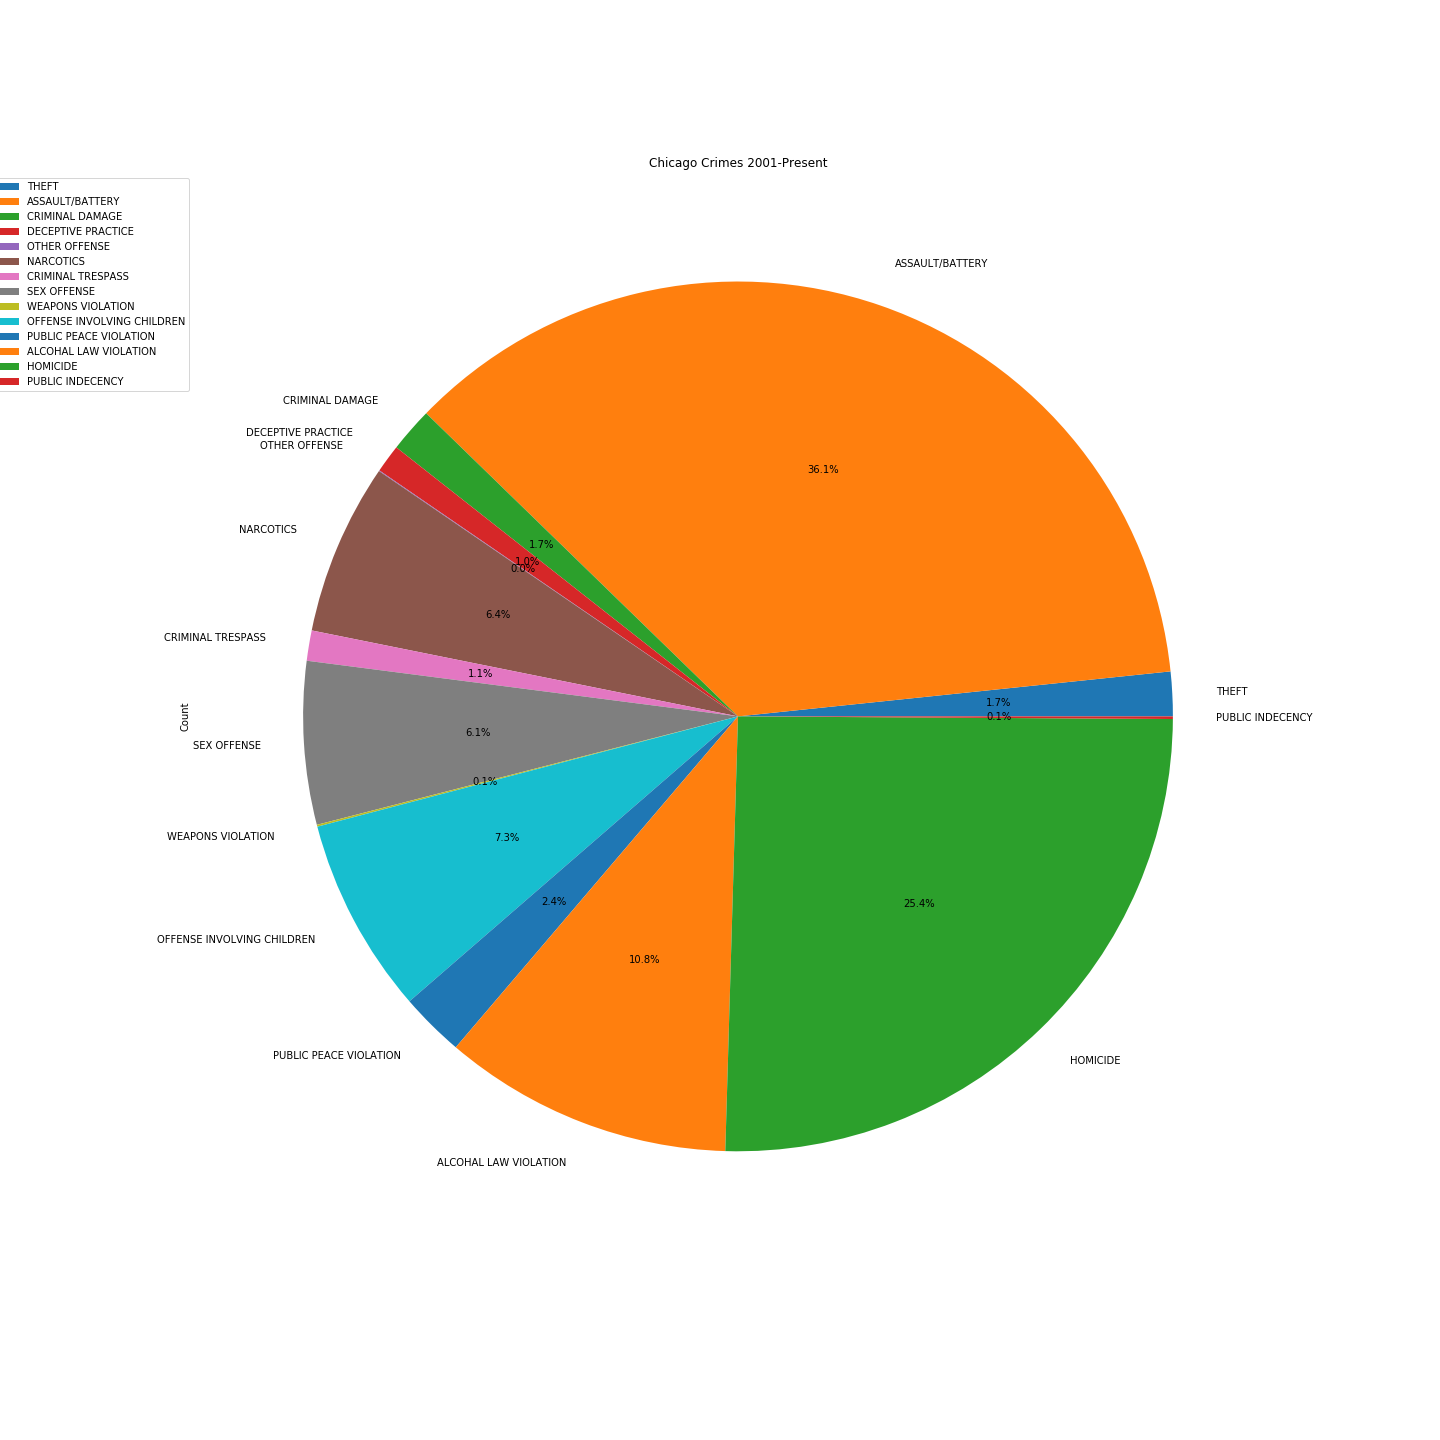 Chicago Crimes 2001-Present
THEFT
ASSAULT/BATTERY
CRIMINAL DAMAGE
DECEPTIVE PRACTICE
OTHER OFFENSE
NARCOTICS
CRIMINAL TRESPASS
SEX OFFENSE
WEAPONS VIOLATION
OFFENSE INVOLVING CHILDREN
PUBLIC PEACE VIOLATION
ALCOHAL LAW VIOLATION
HOMICIDE
PUBLIC INDECENCY
ASSAULT/BATTERY
36.1%
CRIMINAL DAMAGE
1.7%
DECEPTIVE PRACTICE
1.0%
OTHER OFFENSE
0.0%
NARCOTICS
6.4%
CRIMINAL TRESPASS
1.1%
THEFT
1.7%
PUBLIC INDECENCY
0.1%
Count
SEX OFFENSE
6.1%
WEAPONS VIOLATION
0.1%
OFFENSE INVOLVING CHILDREN
7.3%
PUBLIC PEACE VIOLATION
2.4%
ALCOHAL LAW VIOLATION
10.8%
HOMICIDE
25.4%